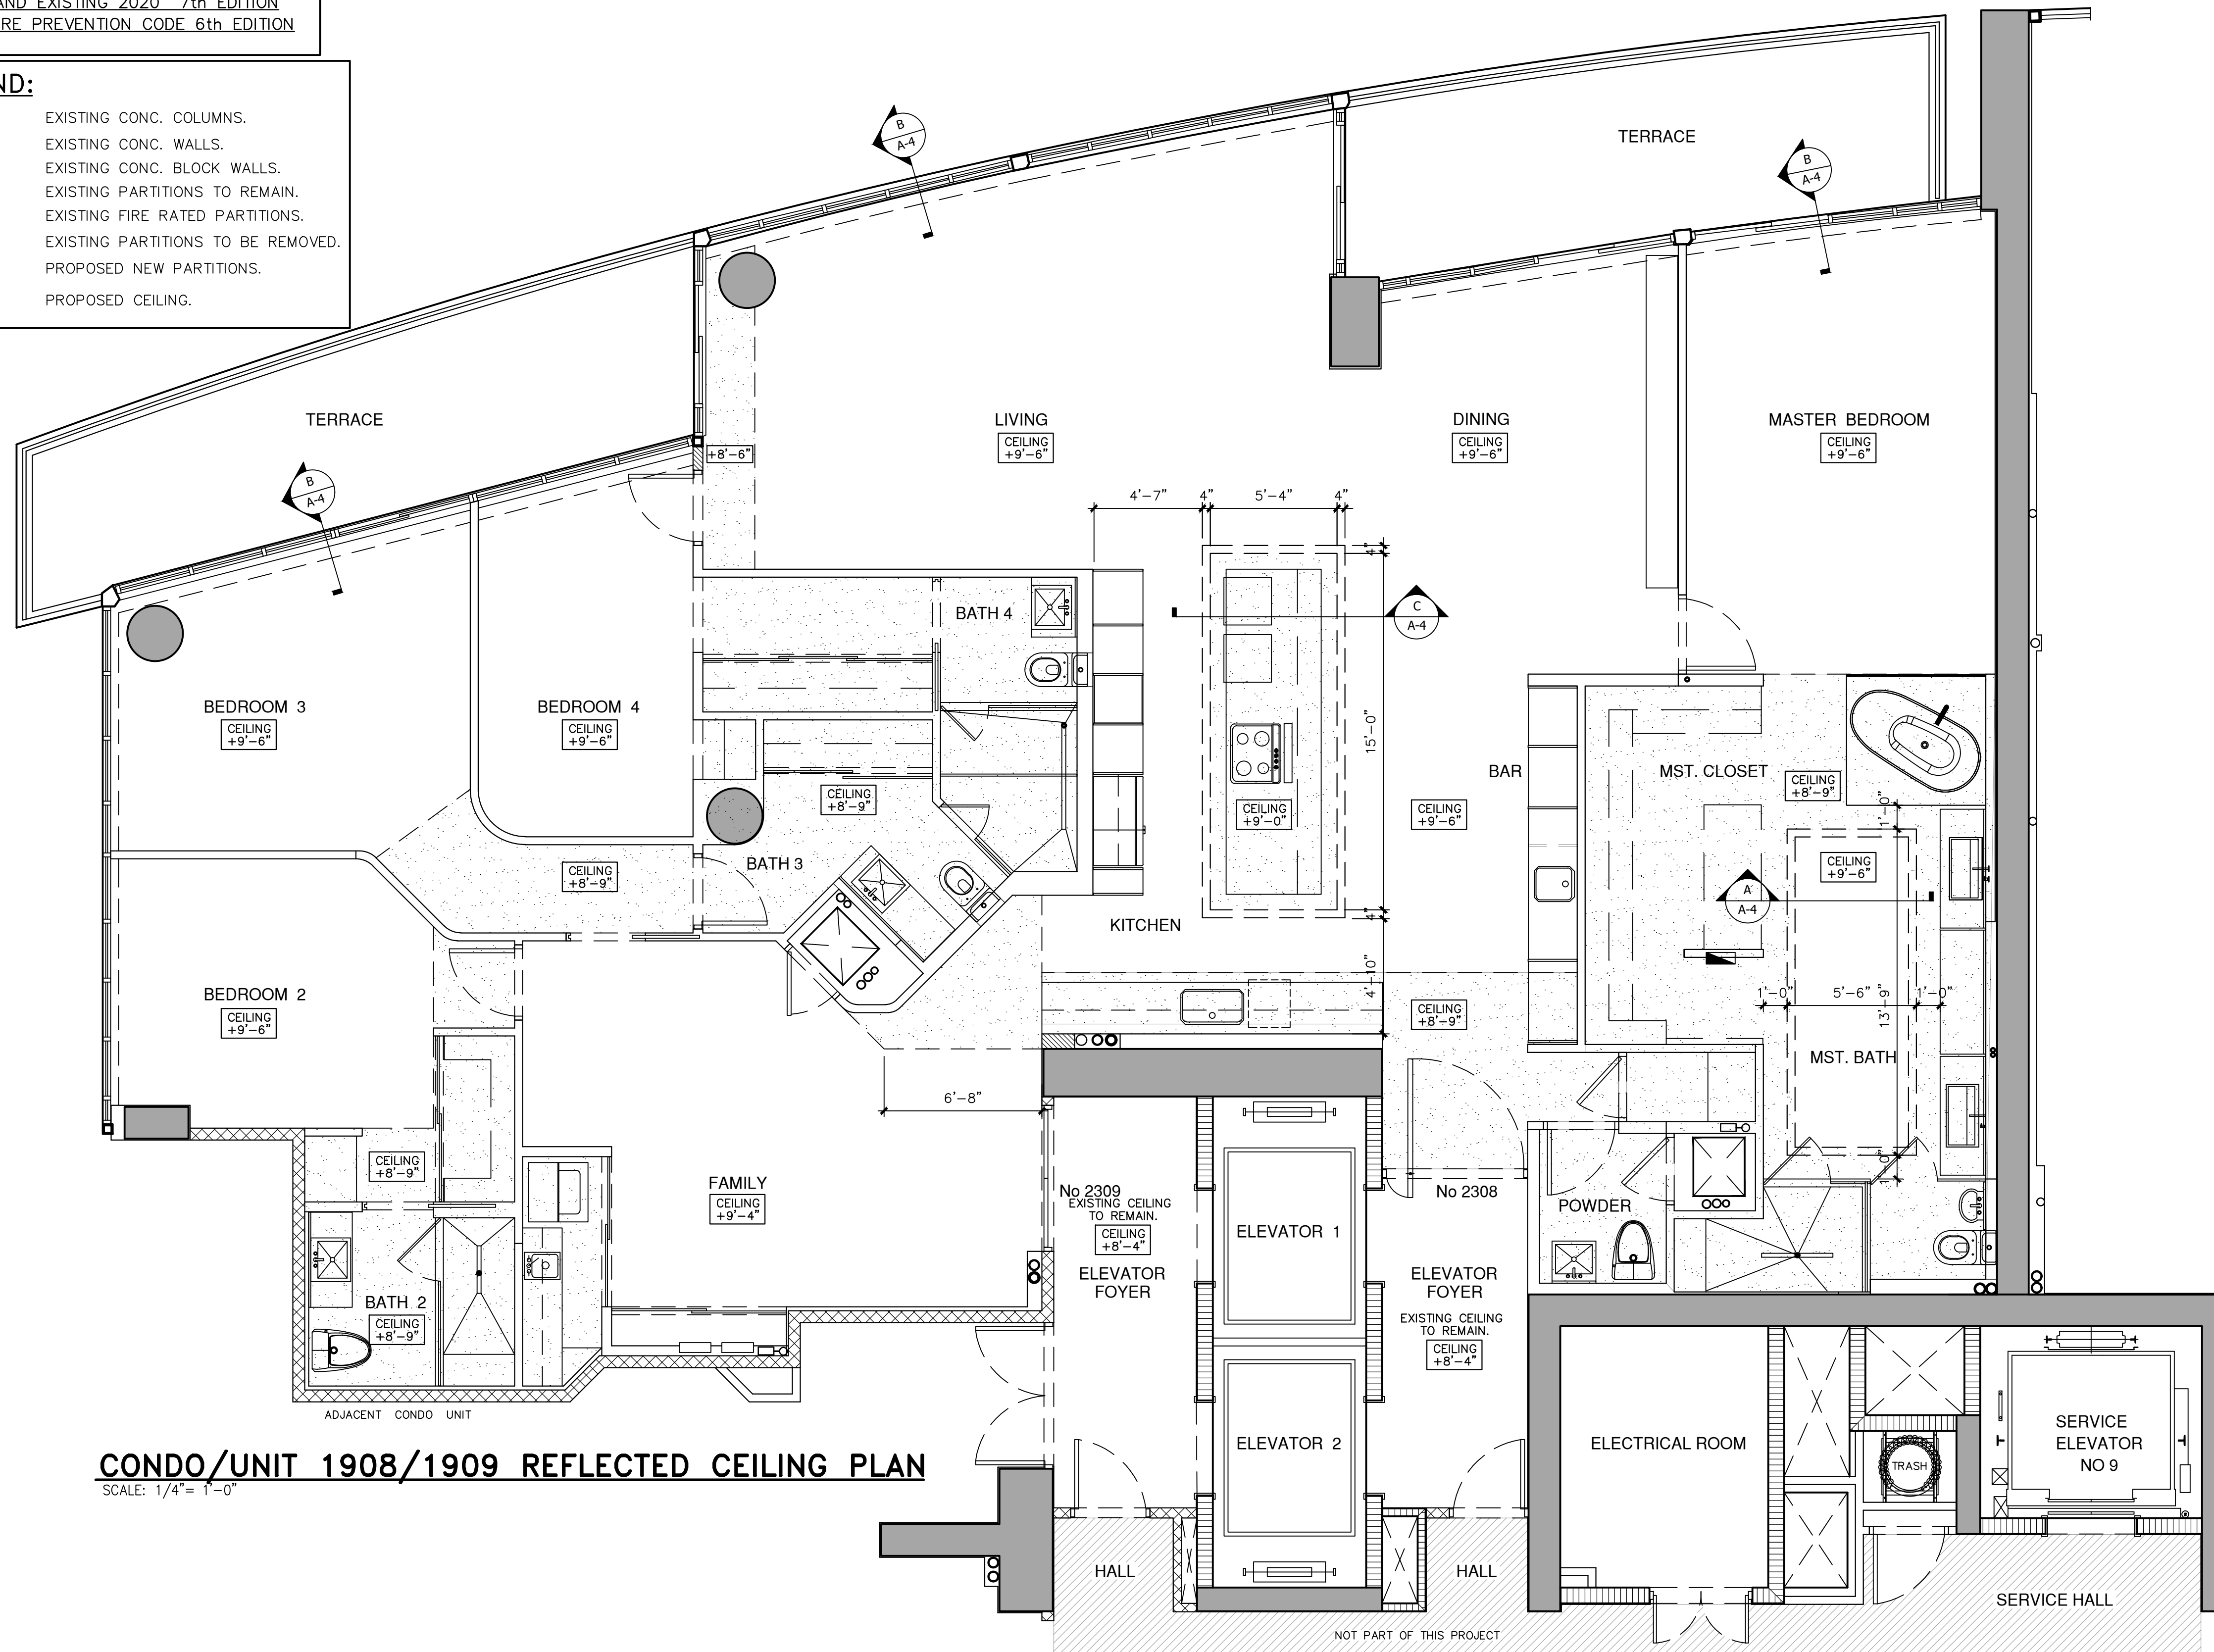 AND EXISTING 2020 7th EDITION
RE PREVENTION CODE 6th EDITION
ND:
EXISTING CONC. COLUMNS.
EXISTING CONC. WALLS.
EXISTING CONC. BLOCK WALLS.
EXISTING PARTITIONS TO REMAIN.
EXISTING FIRE RATED PARTITIONS.
EXISTING PARTITIONS TO BE REMOVED.
PROPOSED NEW PARTITIONS.
PROPOSED CEILING.
B
A-4
TERRACE
B
A-4
TERRACE
B
A-4
+8'-6"
LIVING
CEILING
+9'-6"
DINING
CEILING
+9'-6"
MASTER BEDROOM
CEILING
+9'-6"
4'-7"
4"
5'-4"
4"
4"
C
A-4
15'-0"
4"
4'-10"
BATH 4
BEDROOM 3
CEILING
+9'-6"
BEDROOM 4
CEILING
+9'-6"
CEILING
+8'-9"
BATH 3
CEILING
+8'-9"
CEILING
+9'-0"
CEILING
+9'-6"
BAR
MST. CLOSET
CEILING
+8'-9"
1'-0"
CEILING
+9'-6"
A
A-4
KITCHEN
BEDROOM 2
CEILING
+9'-6"
CEILING
+8'-9"
1'-0"
5'-6"
1'-0"
13'-9"
MST. BATH
1'-0"
6'-8"
CEILING
+8'-9"
FAMILY
CEILING
+9'-4"
No 2309
EXISTING CEILING
TO REMAIN.
CEILING
+8'-4"
ELEVATOR
FOYER
ELEVATOR 1
No 2308
ELEVATOR
FOYER
EXISTING CEILING
TO REMAIN.
CEILING
+8'-4"
POWDER
BATH 2
CEILING
+8'-9"
ADJACENT CONDO UNIT
ELEVATOR 2
ELECTRICAL ROOM
TRASH
SERVICE
ELEVATOR
NO 9
CONDO/UNIT 1908/1909 REFLECTED CEILING PLAN
SCALE: 1/4"= 1'-0"
HALL
HALL
SERVICE HALL
NOT PART OF THIS PROJECT